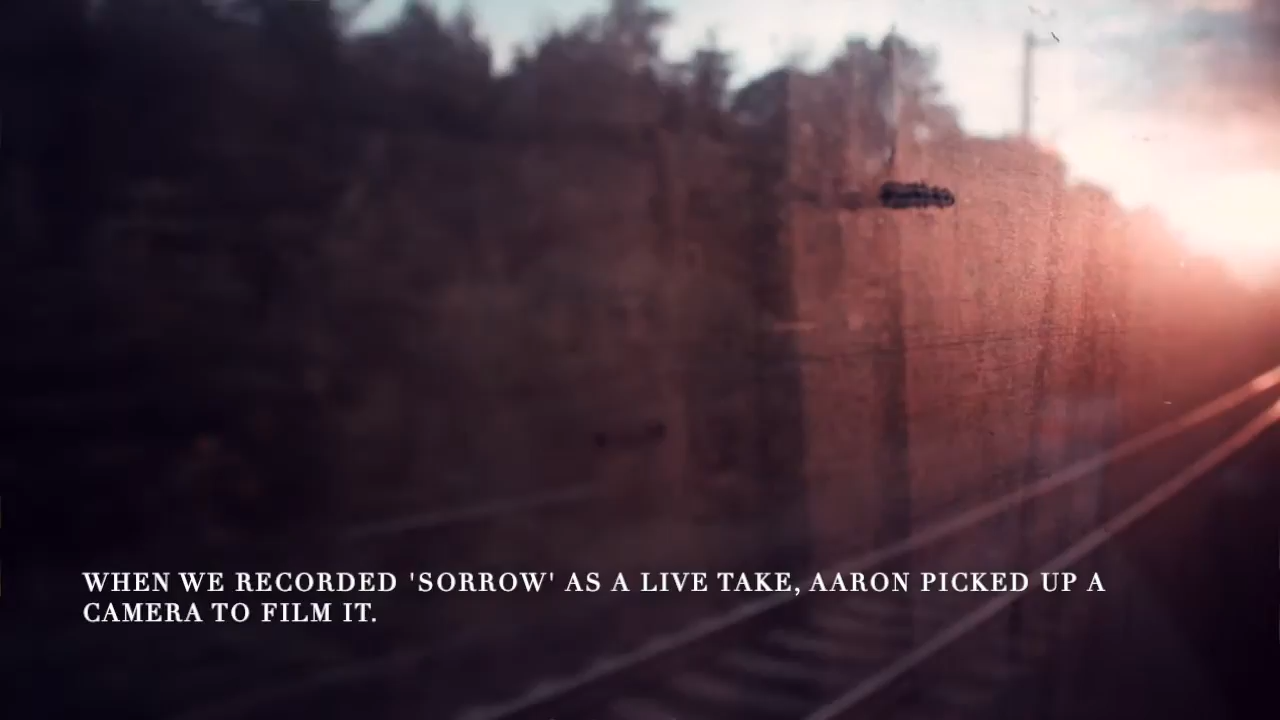 WHEN WE RECORDED 'SORROW' AS A LIVE TAKE, AARON PICKED UP A
CAMERA TO FILM IT.